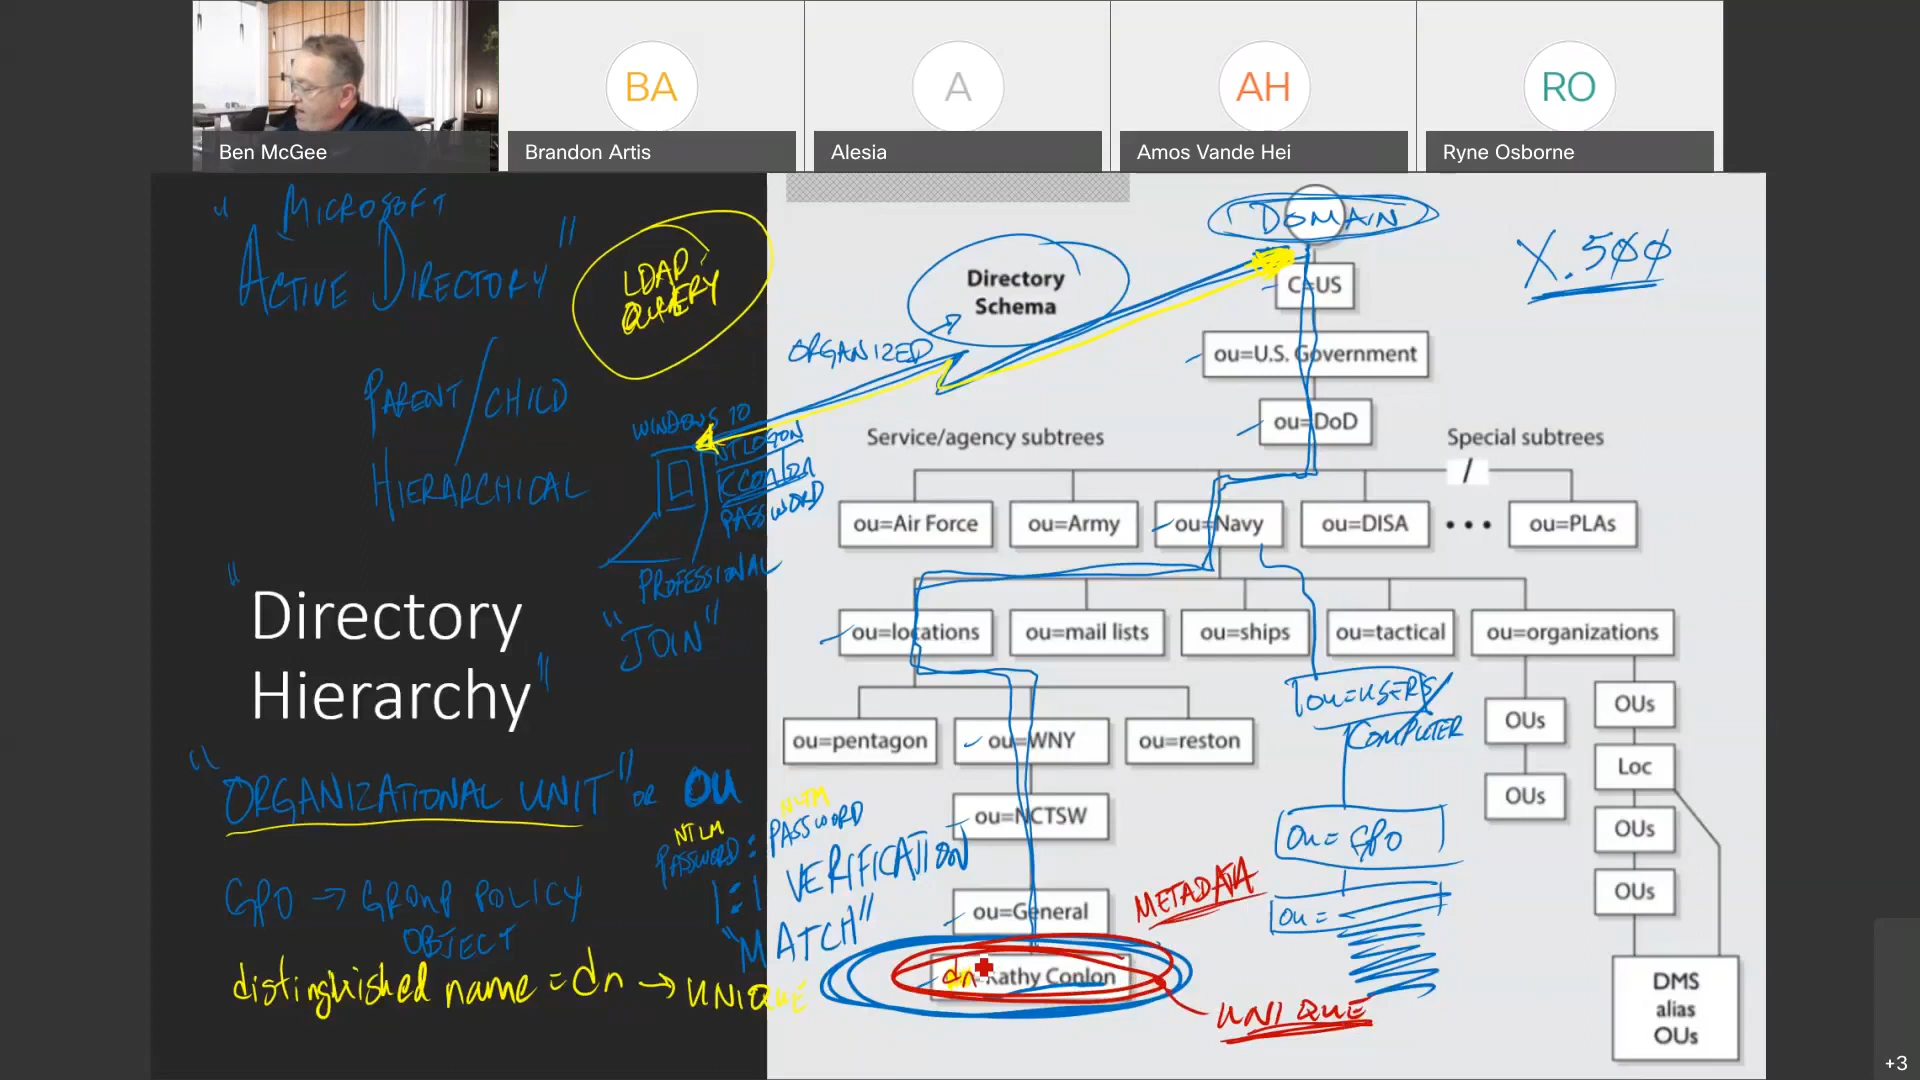 BA
A
AH
RO
Ben McGee
Brandon Artis
Alesia
Amos Vande Hei
Ryne Osborne
" MICROSOFT
ACTIVE DIRECTORY "
LDAP
QUERY
PARENT / CHILD
HIERARCHICAL
WINDOWS 10
NTLOGON
KConlon
PASSWORD
PROFESSIONAL
"JOIN"
"Directory
Hierarchy"
"ORGANIZATIONAL UNIT" OR OU
NTLM NTLM
PASSWORD : PASSWORD
1:1 VERIFICATION
"MATCH"
GPO → GROUP POLICY
OBJECT
distinguished name = dn → UNIQUE
DOMAIN
X.500
Directory
Schema
ORGANIZED
C=US
ou=U.S. Government
ou=DoD
Service/agency subtrees
Special subtrees
/
ou=Air Force
ou=Army
ou=Navy
ou=DISA
• • •
ou=PLAs
ou=locations
ou=mail lists
ou=ships
ou=tactical
ou=organizations
ou=pentagon
ou=WNY
ou=reston
ou=USERS/
COMPUTER
OUs
OUs
OUs
Loc
OUs
OUs
ou=NCTSW
OU = GPO
ou=General
METADATA
OU =
dn Kathy Conlon
UNIQUE
DMS
alias
OUs
+3